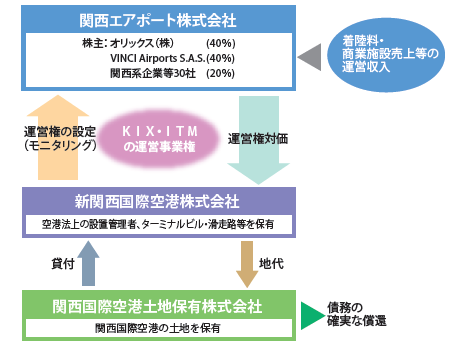 関西エアポート株式会社
株主:オリックス(株) (40%)
VINCI Airports S.A.S.(40%)
関西系企業等30社 (20%)
着陸料・
商業施設売上等の
運営収入
運営権の設定
(モニタリング)
KIX・ITM
の運営事業権
運営権対価
新関西国際空港株式会社
空港法上の設置管理者、ターミナルビル・滑走路等を保有
貸付
地代
関西国際空港土地保有株式会社
関西国際空港の土地を保有
債務の
確実な償還